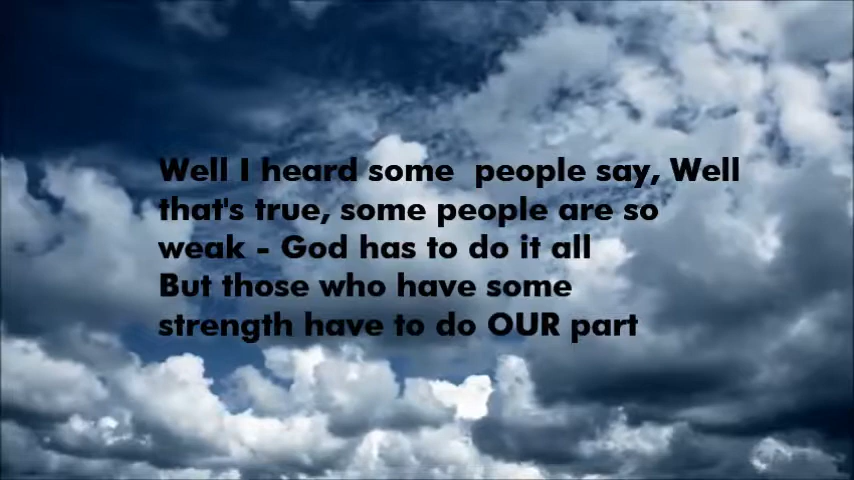 Well I heard some  people say, Well
that's true, some people are so
weak - God has to do it all
But those who have some
strength have to do OUR part